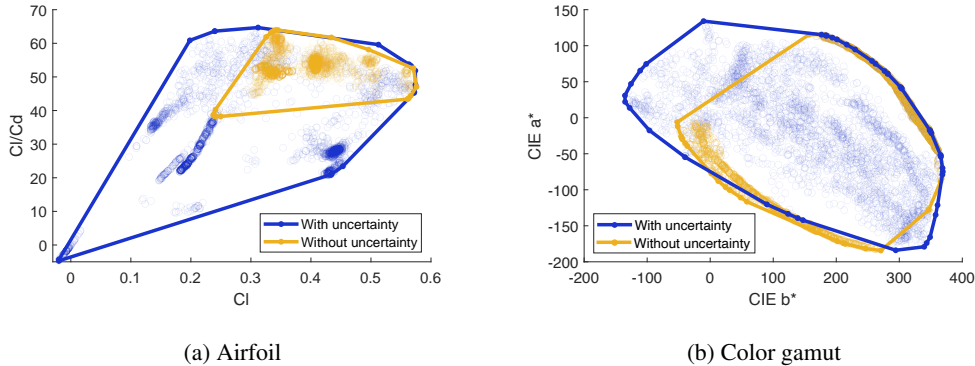 70
60
50
40
30
20
10
0
Cl/Cd
With uncertainty
Without uncertainty
0 0.1 0.2 0.3 0.4 0.5 0.6
Cl
(a) Airfoil
150
100
50
0
-50
-100
-150
-200
CIE a*
With uncertainty
Without uncertainty
-200 -100 0 100 200 300 400
CIE b*
(b) Color gamut